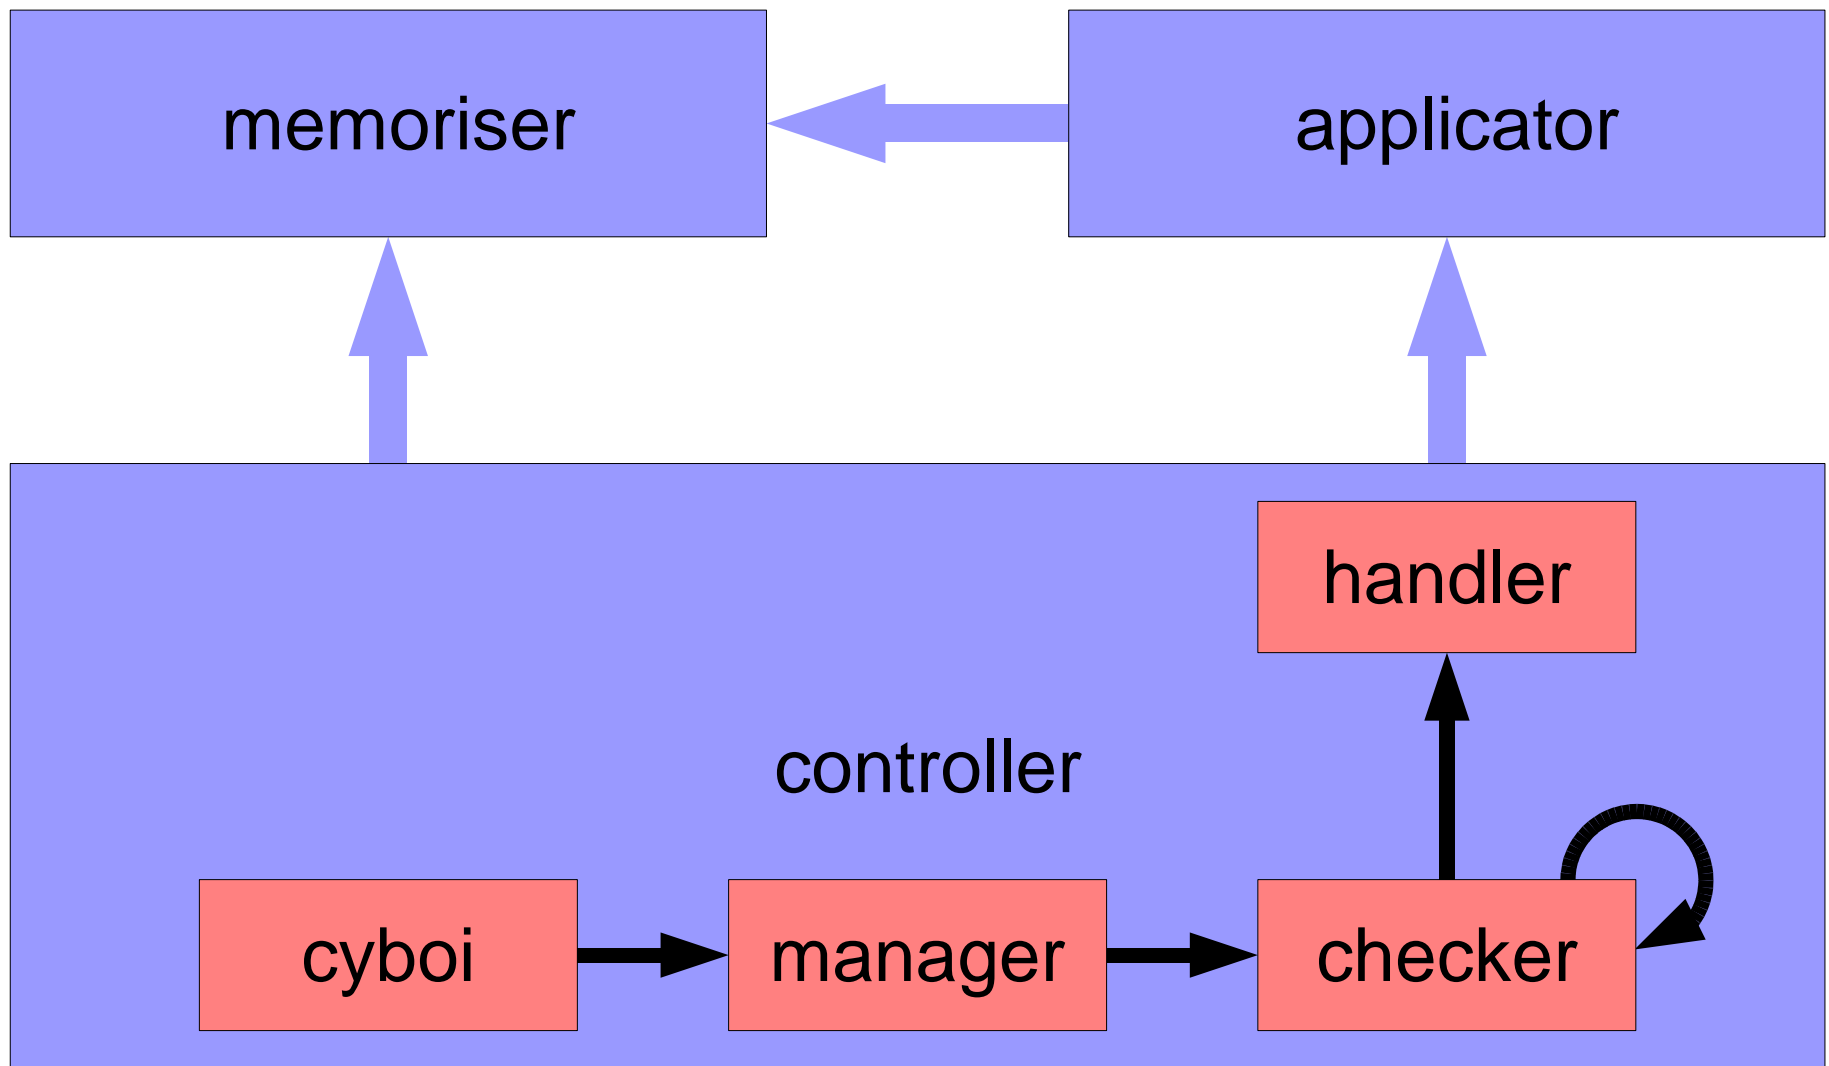 memoriser
applicator
handler
controller
cyboi
manager
checker